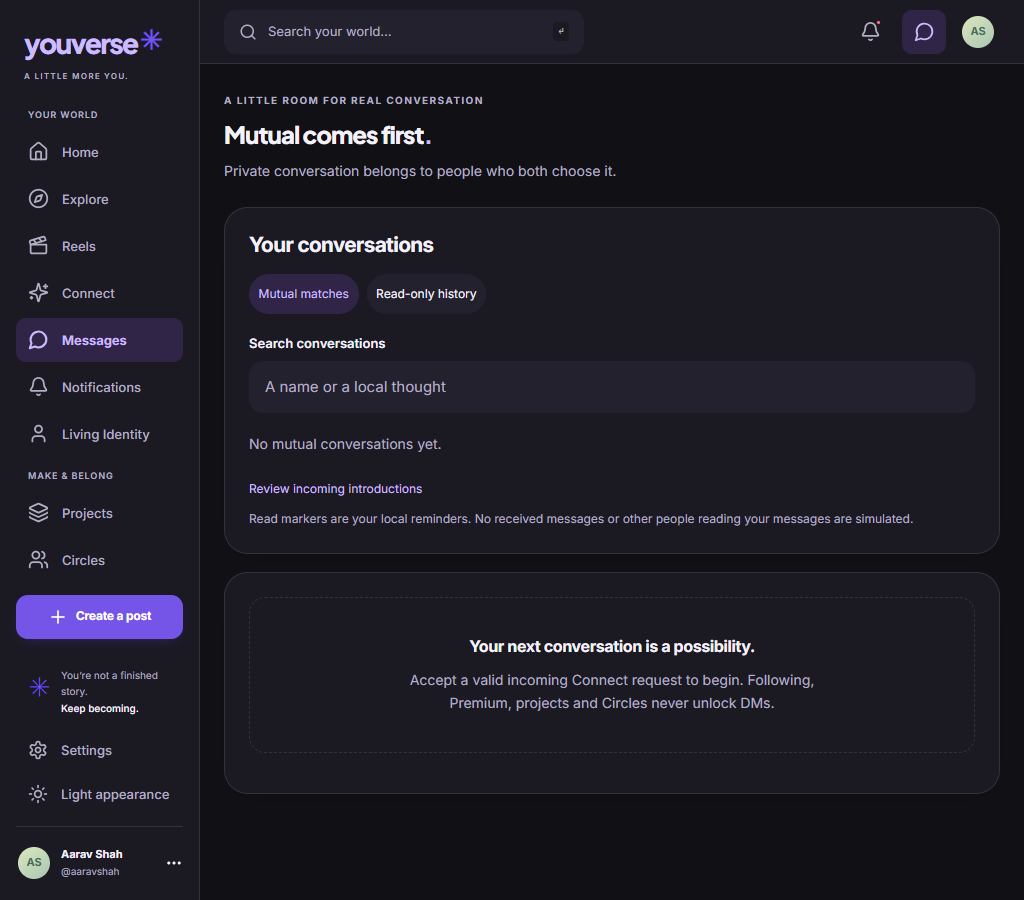 youverse
A LITTLE MORE YOU.
YOUR WORLD
Home
Explore
Reels
Connect
Messages
Notifications
Living Identity
MAKE & BELONG
Projects
Circles
Create a post
You're not a finished
story.
Keep becoming.
Settings
Light appearance
AS
Aarav Shah
@aaravshah
Search your world...
AS
A LITTLE ROOM FOR REAL CONVERSATION
Mutual comes first.
Private conversation belongs to people who both choose it.
Your conversations
Mutual matches
Read-only history
Search conversations
A name or a local thought
No mutual conversations yet.
Review incoming introductions
Read markers are your local reminders. No received messages or other people reading your messages are simulated.
Your next conversation is a possibility.
Accept a valid incoming Connect request to begin. Following,
Premium, projects and Circles never unlock DMs.